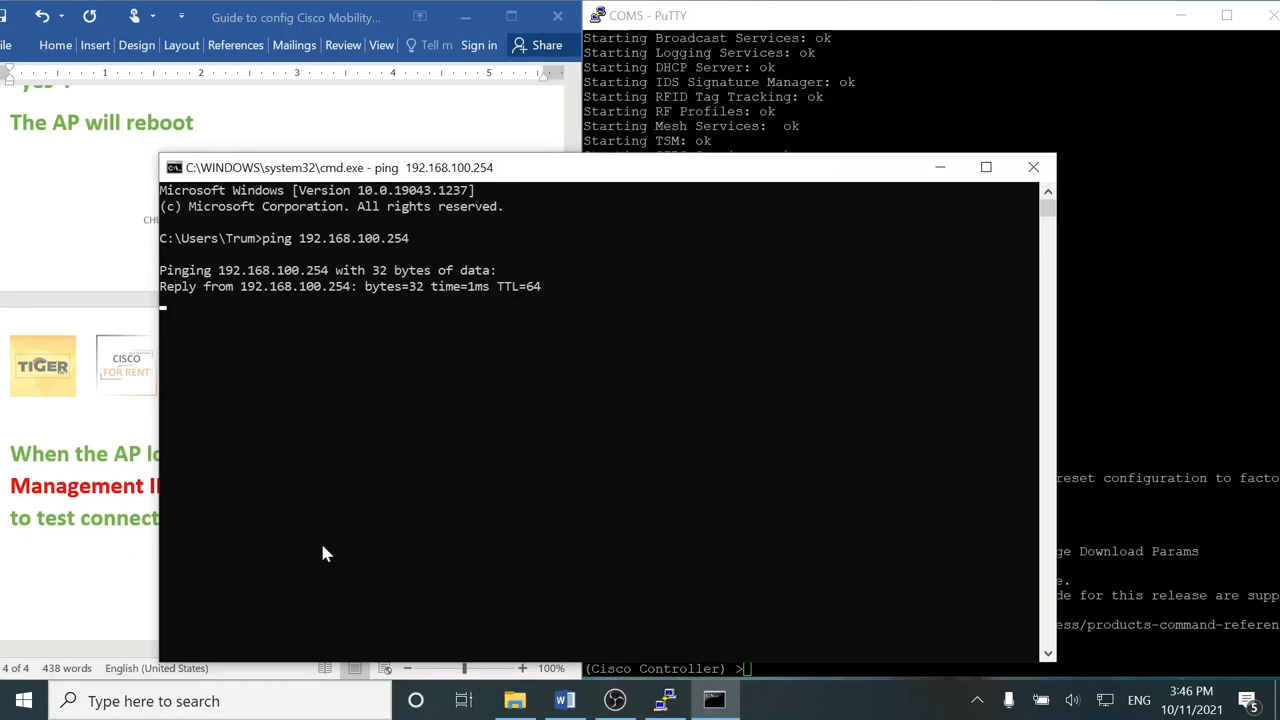 Guide to config Cisco Mobility...
File Home Insert Design Layout References Mailings Review View Tell m Sign in Share
1 2 3 4 5
yes".
The AP will reboot
TIGER
CISCO
FOR RENT
When the AP lo
Management I
to test connect
4 of 4 438 words English (United States) 100%
COM5 - PuTTY
Starting Broadcast Services: ok
Starting Logging Services: ok
Starting DHCP Server: ok
Starting IDS Signature Manager: ok
Starting RFID Tag Tracking: ok
Starting RF Profiles: ok
Starting Mesh Services:  ok
Starting TSM: ok
reset configuration to facto
ge Download Params
e.
de for this release are supp
ess/products-command-referen
(Cisco Controller) >
C:\WINDOWS\system32\cmd.exe - ping  192.168.100.254
Microsoft Windows [Version 10.0.19043.1237]
(c) Microsoft Corporation. All rights reserved.
C:\Users\Trum>ping 192.168.100.254
Pinging 192.168.100.254 with 32 bytes of data:
Reply from 192.168.100.254: bytes=32 time=1ms TTL=64
Type here to search
ENG
3:46 PM
10/11/2021
5